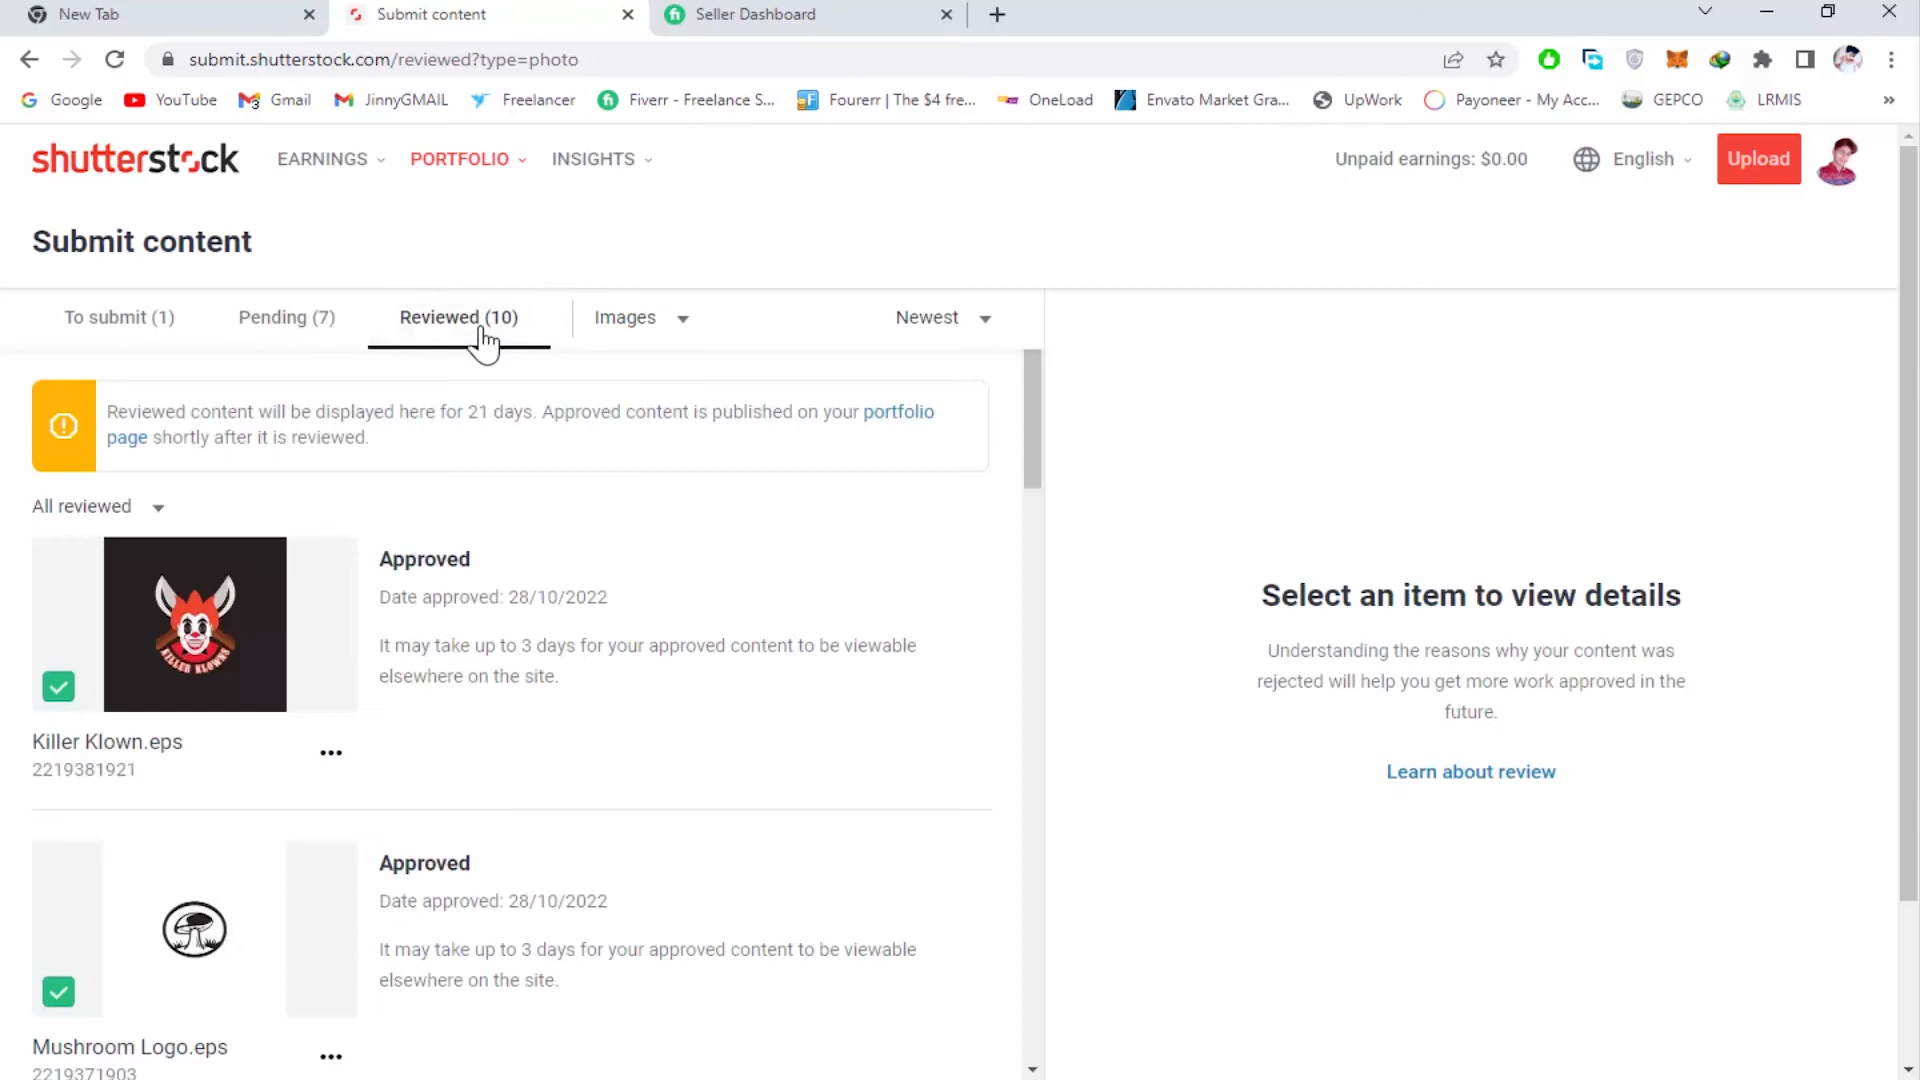 New Tab
Submit content
Seller Dashboard
submit.shutterstock.com/reviewed?type=photo
Google
YouTube
Gmail
JinnyGMAIL
Freelancer
Fiverr - Freelance S...
Fourerr | The $4 fre...
OneLoad
Envato Market Gra...
UpWork
Payoneer - My Acc...
GEPCO
LRMIS
»
shutterstock
EARNINGS
PORTFOLIO
INSIGHTS
Unpaid earnings: $0.00
English
Upload
Submit content
To submit (1)
Pending (7)
Reviewed (10)
Images
Newest
Reviewed content will be displayed here for 21 days. Approved content is published on your portfolio
page shortly after it is reviewed.
All reviewed
KILLER KLOWNS
Approved
Date approved: 28/10/2022
It may take up to 3 days for your approved content to be viewable
elsewhere on the site.
Killer Klown.eps
2219381921
Approved
Date approved: 28/10/2022
It may take up to 3 days for your approved content to be viewable
elsewhere on the site.
Mushroom Logo.eps
2219371903
Select an item to view details
Understanding the reasons why your content was
rejected will help you get more work approved in the
future.
Learn about review